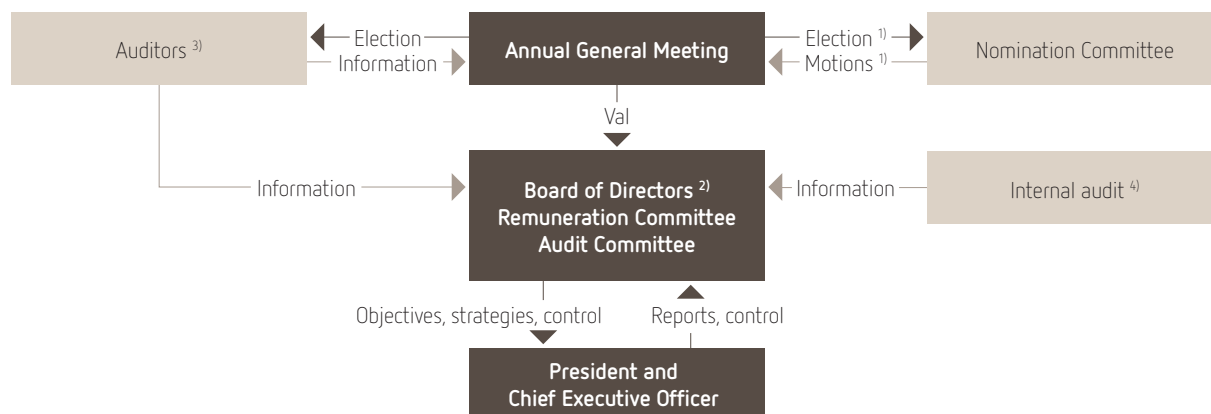 Auditors 3)
Election
Information
Annual General Meeting
Election 1)
Motions 1)
Nomination Committee
Val
Information
Board of Directors 2)
Remuneration Committee
Audit Committee
Information
Internal audit 4)
Objectives, strategies, control
Reports, control
President and
Chief Executive Officer